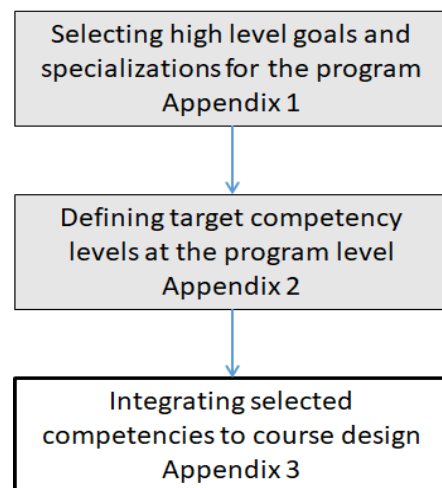 Selecting high level goals and
specializations for the program
Appendix 1
Defining target competency
levels at the program level
Appendix 2
Integrating selected
competencies to course design
Appendix 3